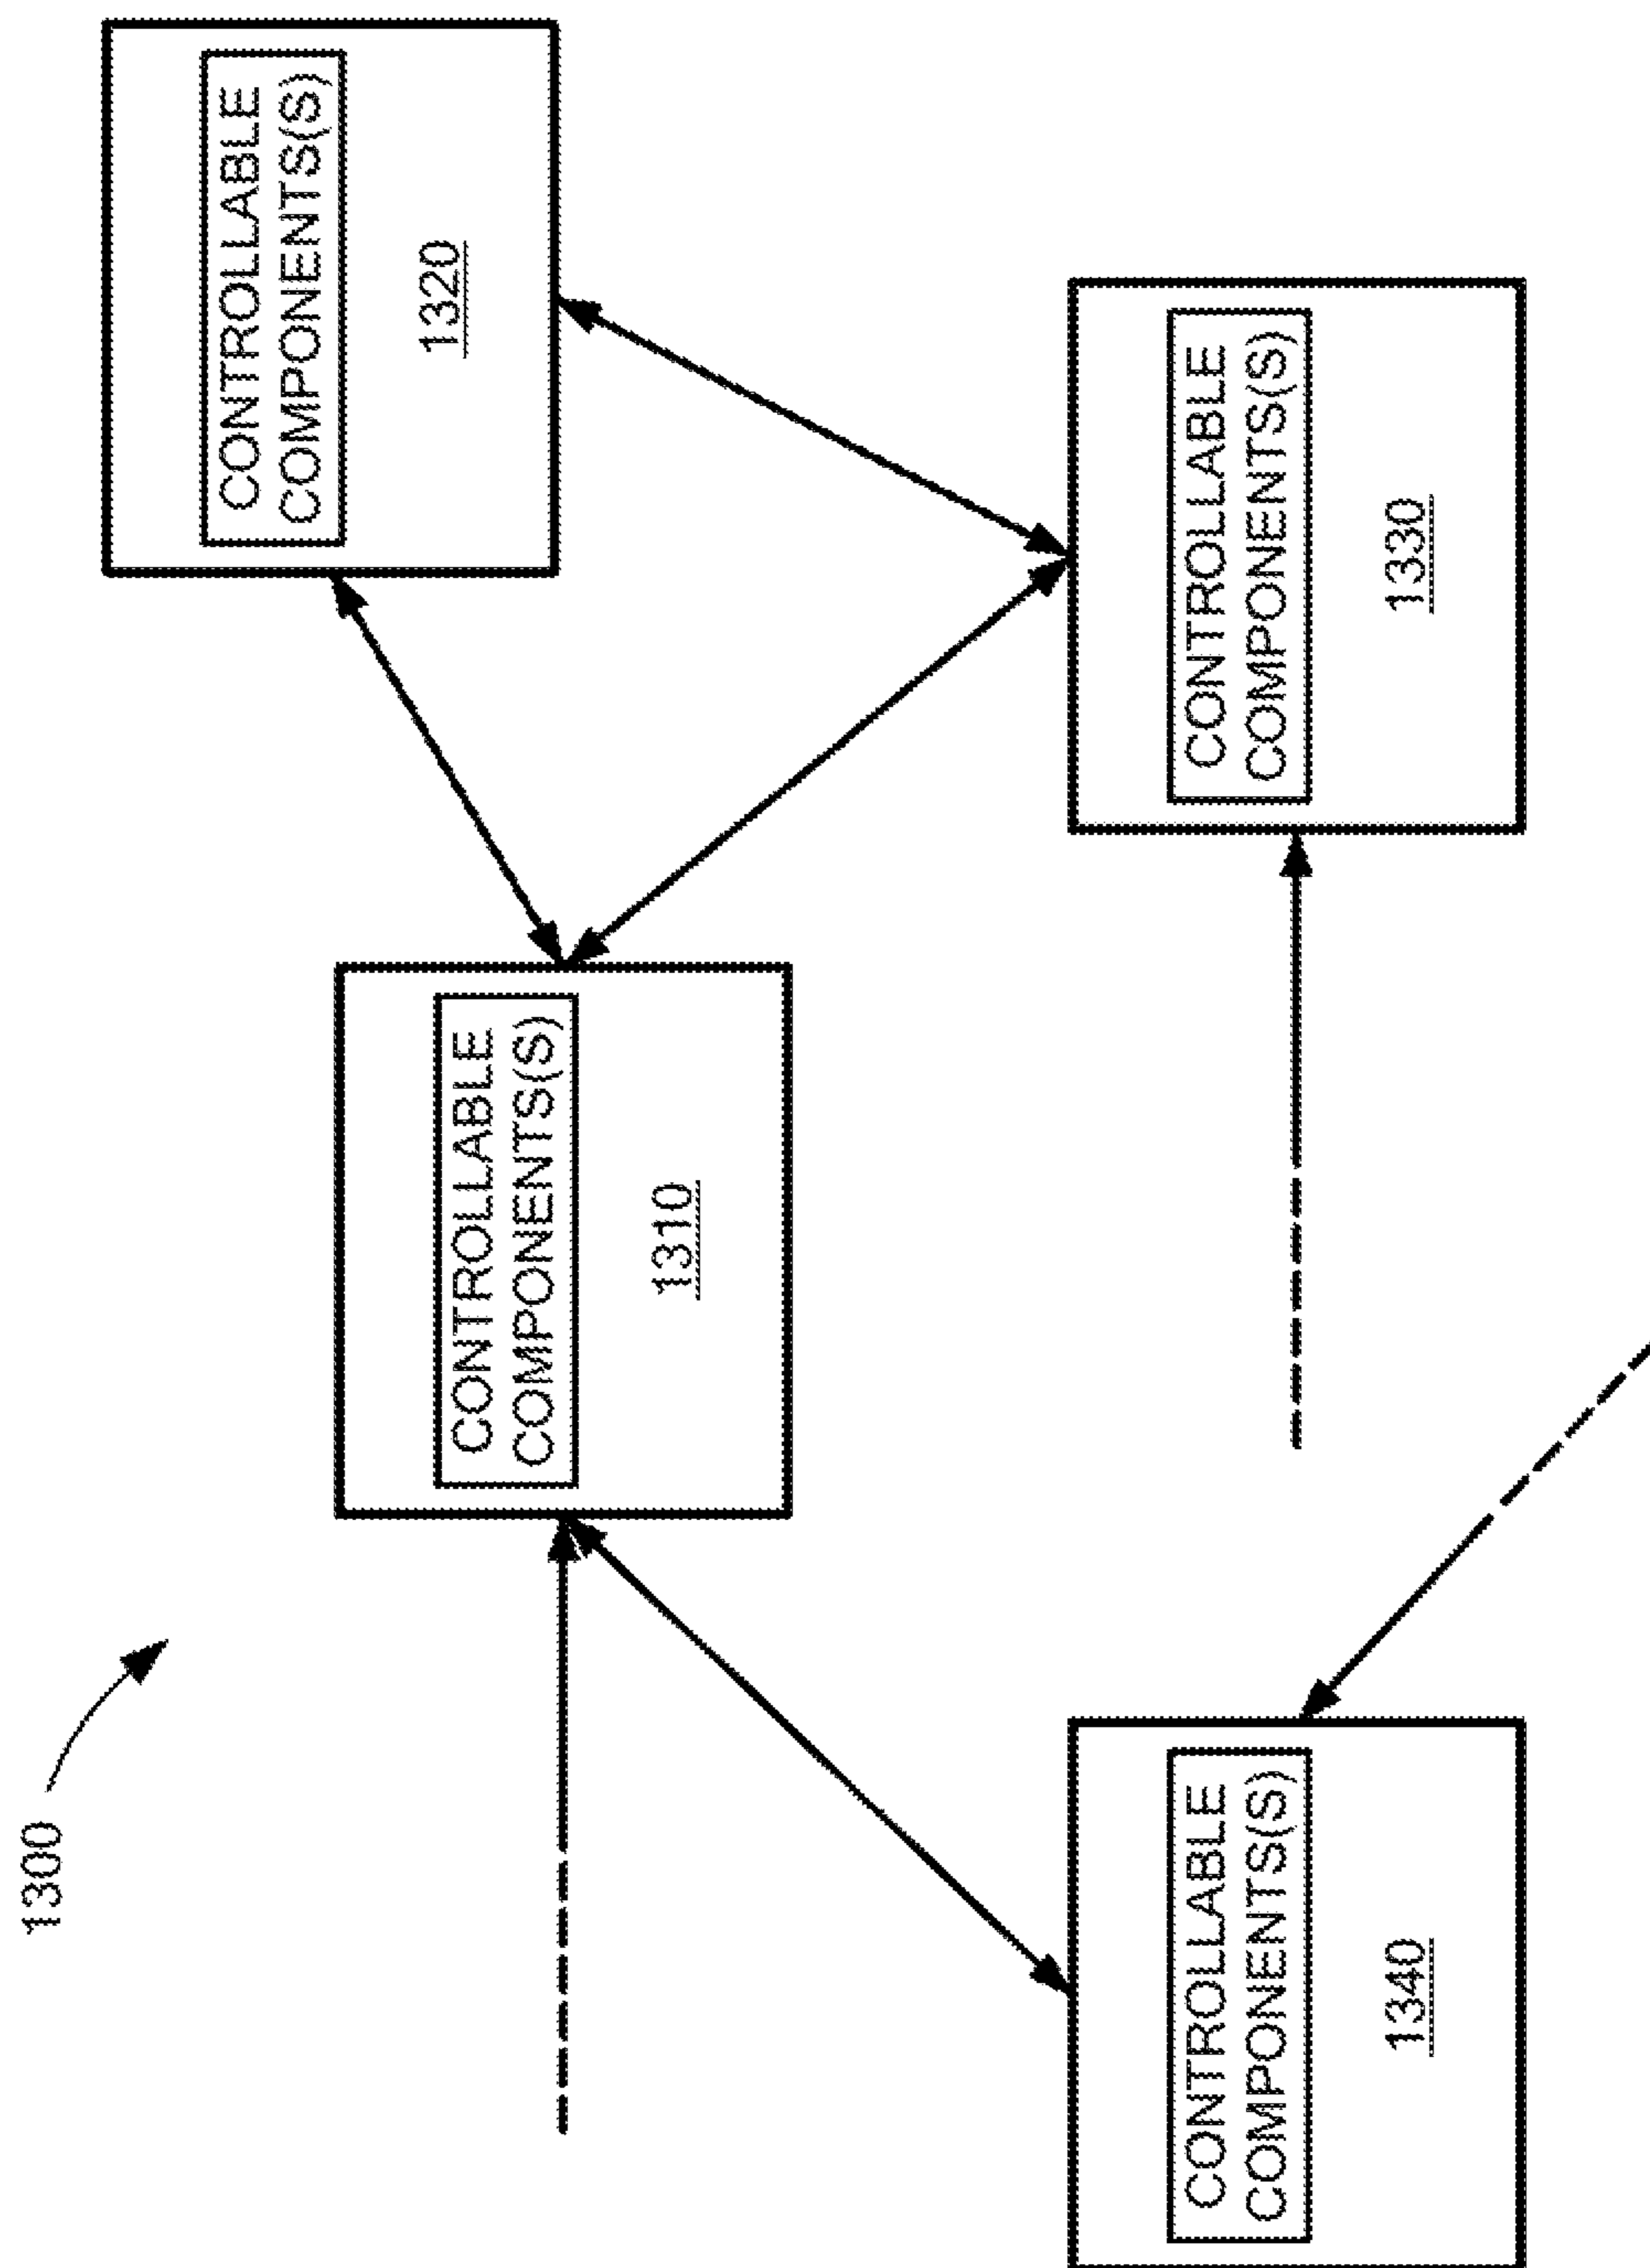 1300
CONTROLLABLE
COMPONENTS(S)
1320
CONTROLLABLE
COMPONENTS(S)
1310
CONTROLLABLE
COMPONENTS(S)
1340
CONTROLLABLE
COMPONENTS(S)
1330